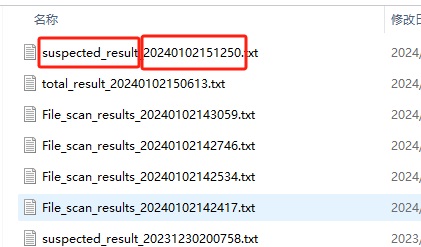 名称 修改日
suspected_result_20240102151250.txt 2024/
total_result_20240102150613.txt 2024/
File_scan_results_20240102143059.txt 2024/
File_scan_results_20240102142746.txt 2024/
File_scan_results_20240102142534.txt 2024/
File_scan_results_20240102142417.txt 2024/
suspected_result_20231230200758.txt 2023/